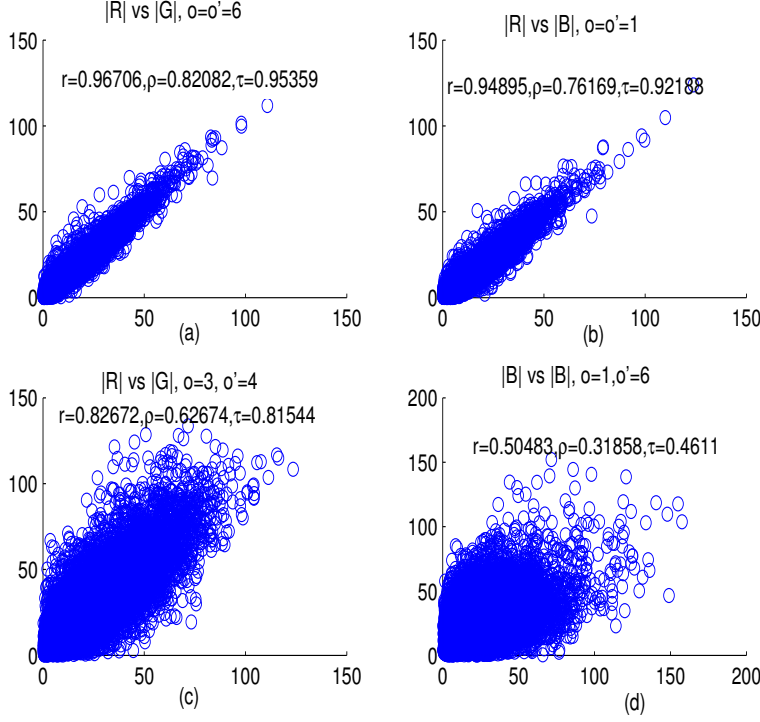 |R| vs |G|, o=o'=6
150
r=0.96706,ρ=0.82082,τ=0.95359
100
50
0
0 50 100 150
(a)
|R| vs |B|, o=o'=1
150
r=0.94895,ρ=0.76169,τ=0.92188
100
50
0
0 50 100 150
(b)
|R| vs |G|, o=3, o'=4
150
r=0.82672,ρ=0.62674,τ=0.81544
100
50
0
0 50 100 150
(c)
|B| vs |B|, o=1,o'=6
200
r=0.50483,ρ=0.31858,τ=0.4611
150
100
50
0
0 50 100 150 200
(d)